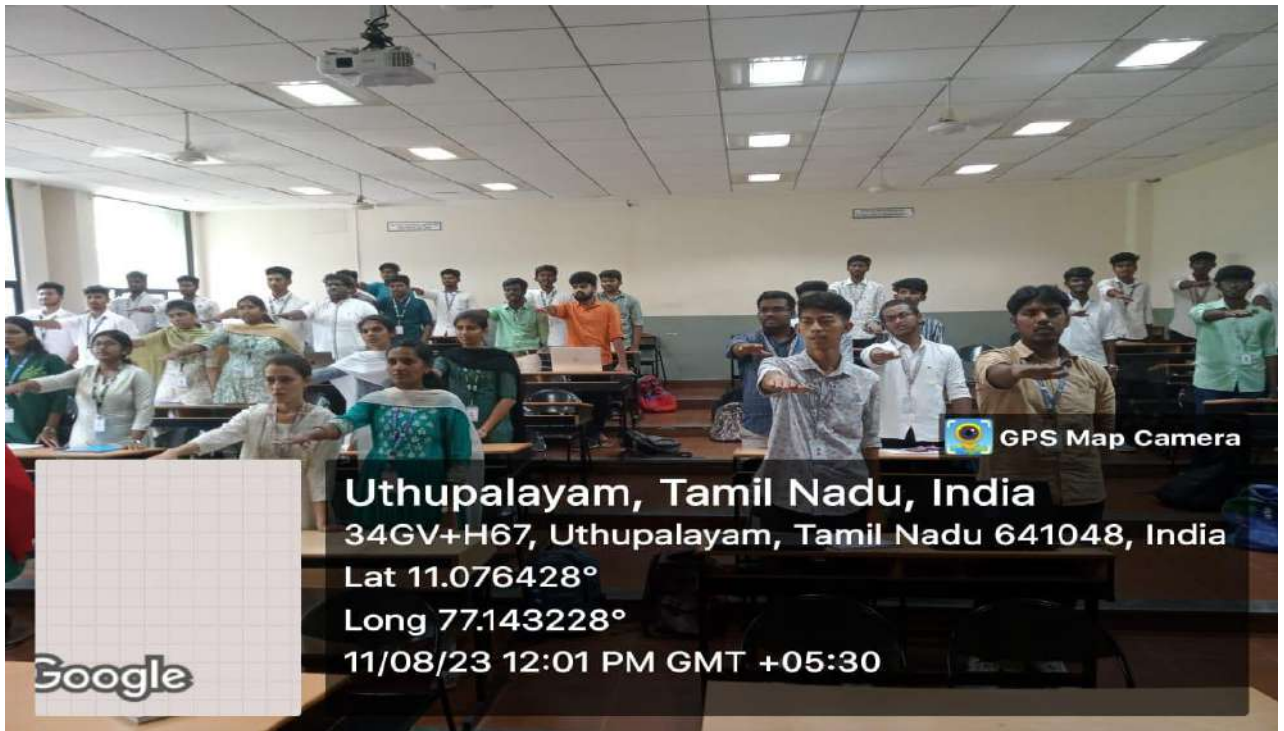 GPS Map Camera
Uthupalayam, Tamil Nadu, India
34GV+H67, Uthupalayam, Tamil Nadu 641048, India
Lat 11.076428°
Long 77.143228°
11/08/23 12:01 PM GMT +05:30
Google